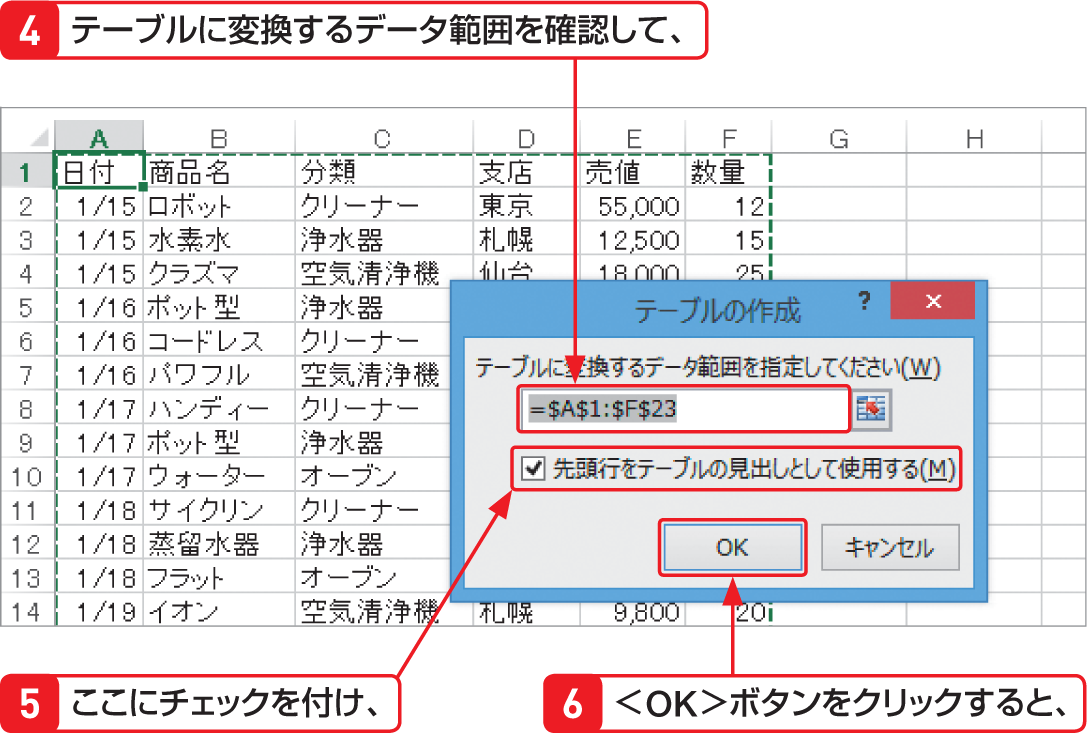 4 テーブルに変換するデータ範囲を確認して、
A B C D E F G H
1 日付 商品名 分類 支店 売値 数量
2 1/15 ロボット クリーナー 東京 55,000 12
3 1/15 水素水 浄水器 札幌 12,500 15
4 1/15 クラズマ 空気清浄機 仙台 18,000 25
5 1/16 ポット型 浄水器
6 1/16 コードレス クリーナー
7 1/16 パワフル 空気清浄機
8 1/17 ハンディー クリーナー
9 1/17 ポット型 浄水器
10 1/17 ウォーター オーブン
11 1/18 サイクリン クリーナー
12 1/18 蒸留水器 浄水器
13 1/18 フラット オーブン
14 1/19 イオン 空気清浄機 札幌 9,800 20
テーブルの作成 ?
テーブルに変換するデータ範囲を指定してください(W)
=$A$1:$F$23
先頭行をテーブルの見出しとして使用する(M)
OK キャンセル
5 ここにチェックを付け、
6 <OK>ボタンをクリックすると、